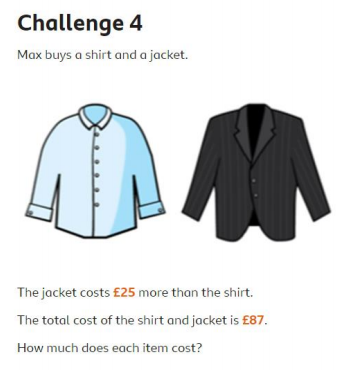 Challenge 4
Max buys a shirt and a jacket.
The jacket costs £25 more than the shirt.
The total cost of the shirt and jacket is £87.
How much does each item cost?